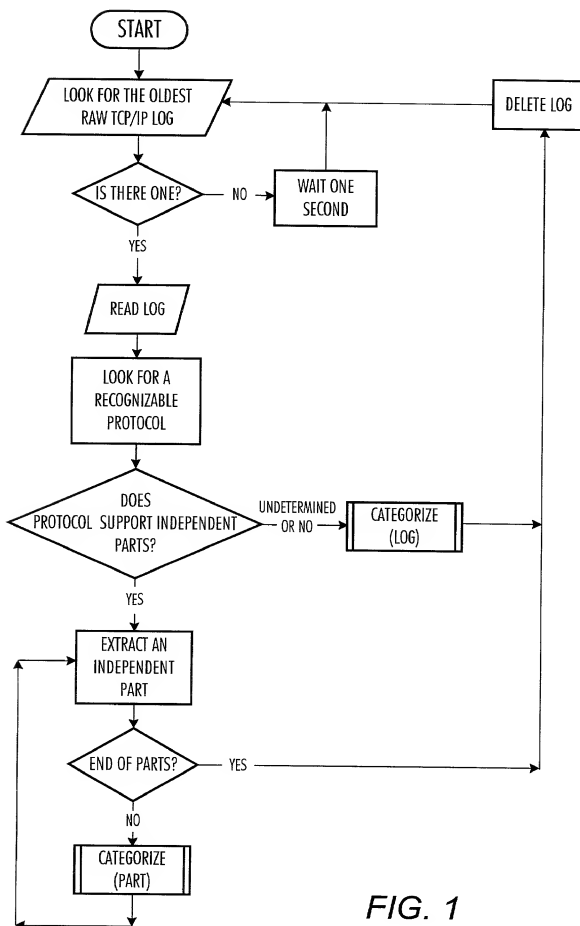 START
LOOK FOR THE OLDEST
RAW TCP/IP LOG
DELETE LOG
IS THERE ONE?
NO
WAIT ONE
SECOND
YES
READ LOG
LOOK FOR A
RECOGNIZABLE
PROTOCOL
DOES
PROTOCOL SUPPORT INDEPENDENT
PARTS?
UNDETERMINED
OR NO
CATEGORIZE
(LOG)
YES
EXTRACT AN
INDEPENDENT
PART
END OF PARTS?
YES
NO
CATEGORIZE
(PART)
FIG. 1